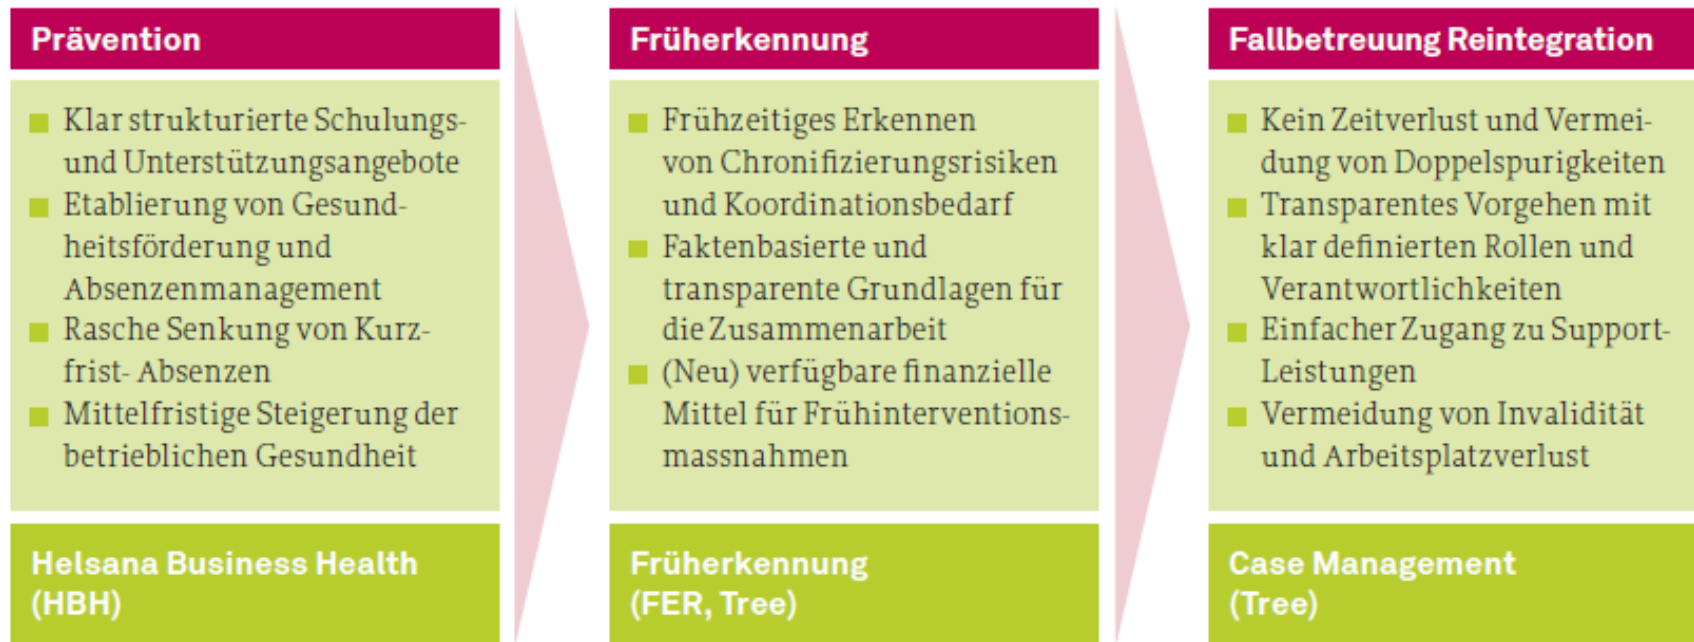 Prävention
Klar strukturierte Schulungs-
und Unterstützungsangebote
Etablierung von Gesund-
heitsförderung und
Absenzenmanagement
Rasche Senkung von Kurz-
frist- Absenzen
Mittelfristige Steigerung der
betrieblichen Gesundheit
Helsana Business Health
(HBH)
Früherkennung
Frühzeitiges Erkennen
von Chronifizierungsrisiken
und Koordinationsbedarf
Faktenbasierte und
transparente Grundlagen für
die Zusammenarbeit
(Neu) verfügbare finanzielle
Mittel für Frühinterventions-
massnahmen
Früherkennung
(FER, Tree)
Fallbetreuung Reintegration
Kein Zeitverlust und Vermei-
dung von Doppelspurigkeiten
Transparentes Vorgehen mit
klar definierten Rollen und
Verantwortlichkeiten
Einfacher Zugang zu Support-
Leistungen
Vermeidung von Invalidität
und Arbeitsplatzverlust
Case Management
(Tree)